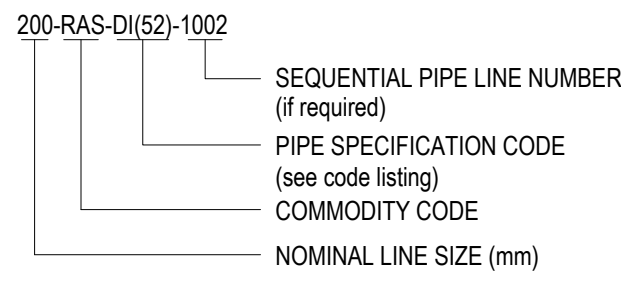 200-RAS-DI(52)-1002
SEQUENTIAL PIPE LINE NUMBER
(if required)
PIPE SPECIFICATION CODE
(see code listing)
COMMODITY CODE
NOMINAL LINE SIZE (mm)